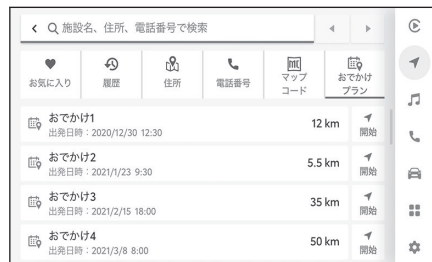 施設名、住所、電話番号で検索
お気に入り
履歴
住所
電話番号
マップ
コード
おでかけ
プラン
おでかけ1
出発日時：2020/12/30 12:30
12 km
開始
おでかけ2
出発日時：2021/1/23 9:30
5.5 km
開始
おでかけ3
出発日時：2021/2/15 18:00
35 km
開始
おでかけ4
出発日時：2021/3/8 8:00
50 km
開始